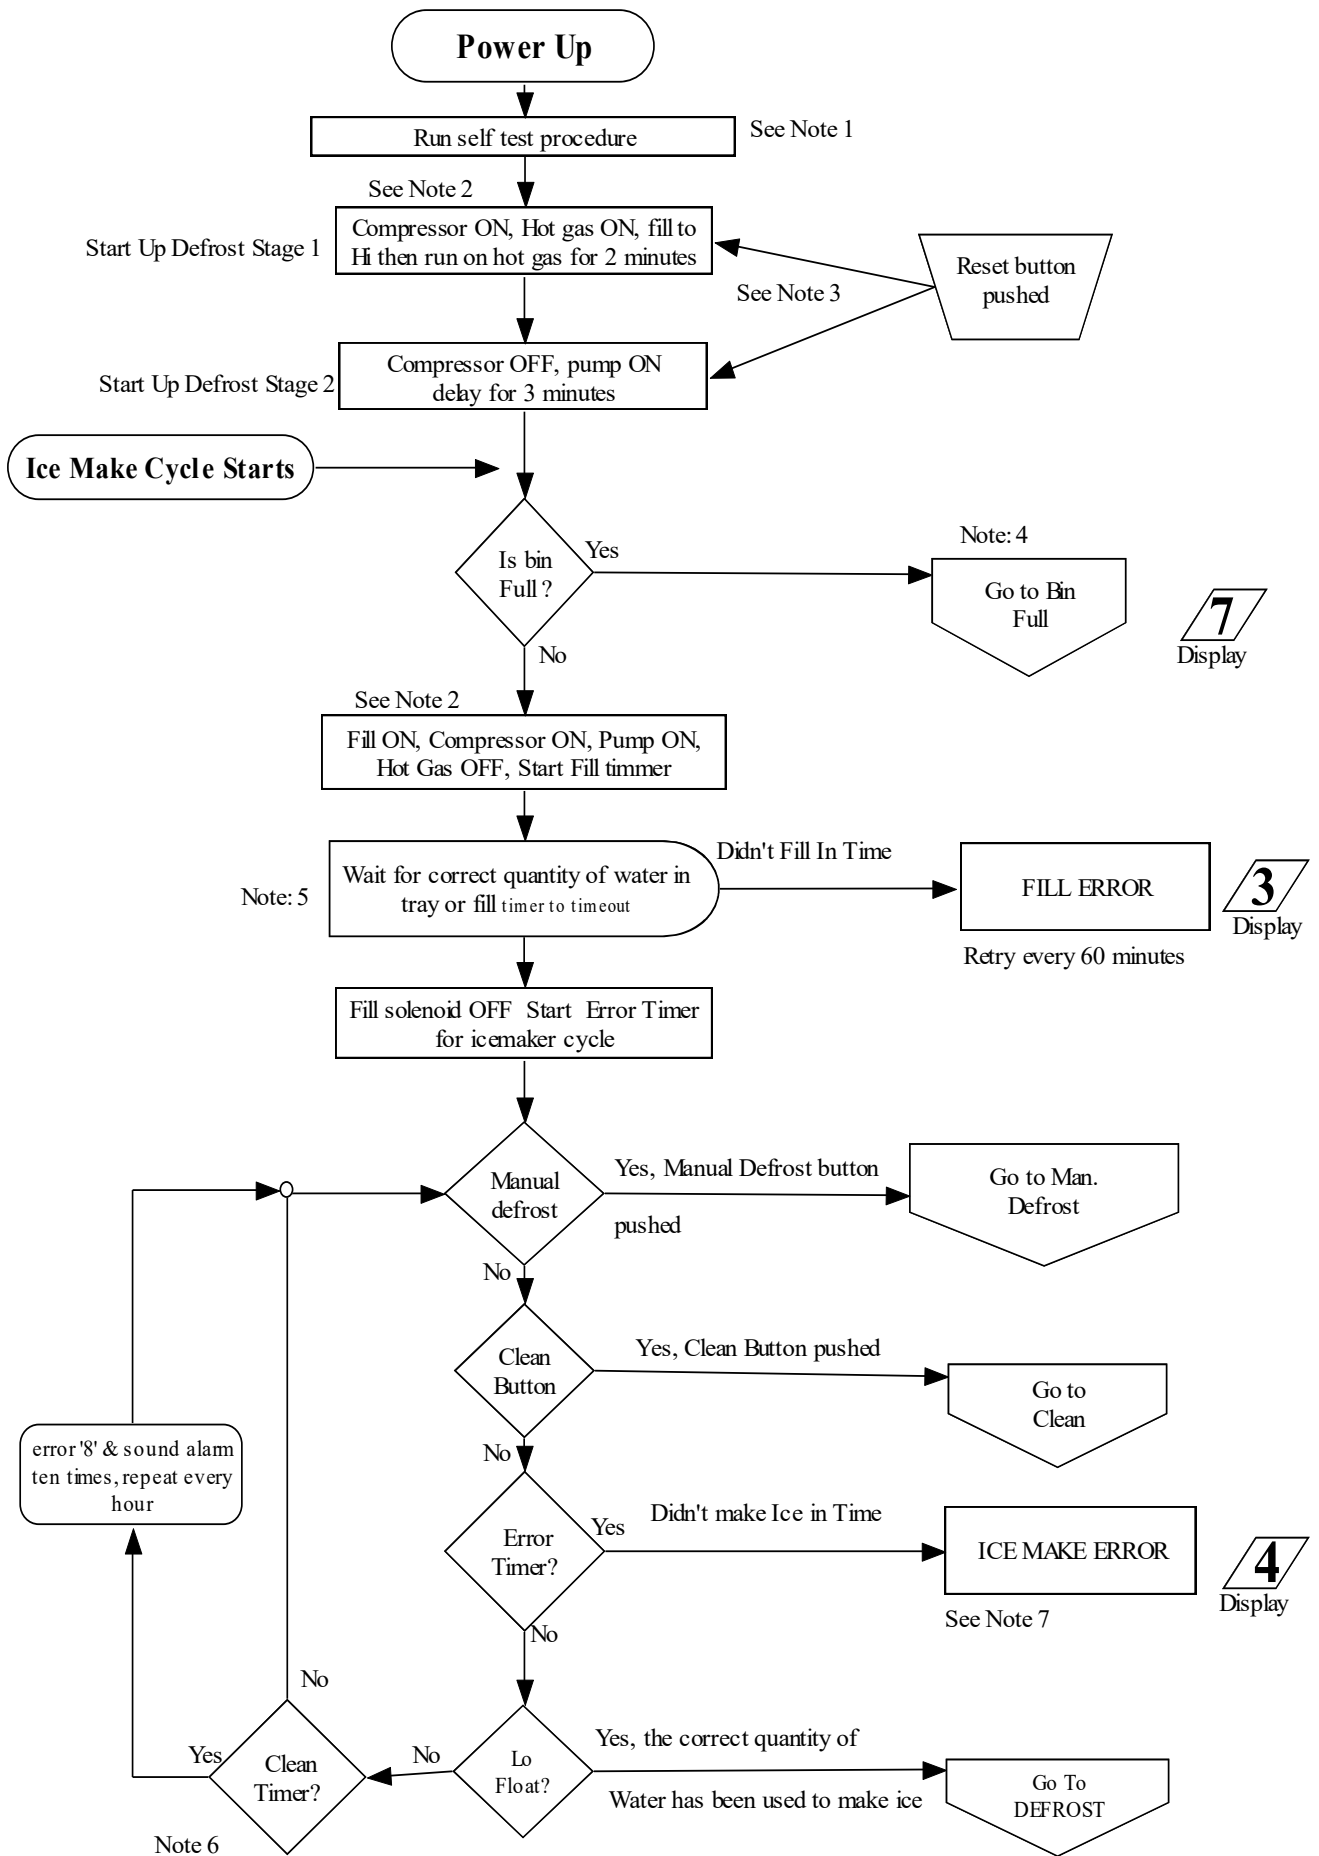 Power Up
Run self test procedure
See Note 1
See Note 2
Start Up Defrost Stage 1
Compressor ON, Hot gas ON, fill to
Hi then run on hot gas for 2 minutes
Reset button
pushed
See Note 3
Start Up Defrost Stage 2
Compressor OFF, pump ON
delay for 3 minutes
Ice Make Cycle Starts
Is bin
Full ?
Yes
Note: 4
Go to Bin
Full
7
Display
No
See Note 2
Fill ON, Compressor ON, Pump ON,
Hot Gas OFF, Start Fill timmer
Note: 5
Wait for correct quantity of water in
tray or fill timer to timeout
Didn't Fill In Time
FILL ERROR
3
Display
Retry every 60 minutes
Fill solenoid OFF Start Error Timer
for icemaker cycle
Manual
defrost
Yes, Manual Defrost button
pushed
Go to Man.
Defrost
No
Clean
Button
Yes, Clean Button pushed
Go to
Clean
error '8' & sound alarm
ten times, repeat every
hour
No
Error
Timer?
Yes
Didn't make Ice in Time
ICE MAKE ERROR
4
Display
See Note 7
No
No
Yes
Clean
Timer?
No
Lo
Float?
Yes, the correct quantity of
Water has been used to make ice
Go To
DEFROST
Note 6